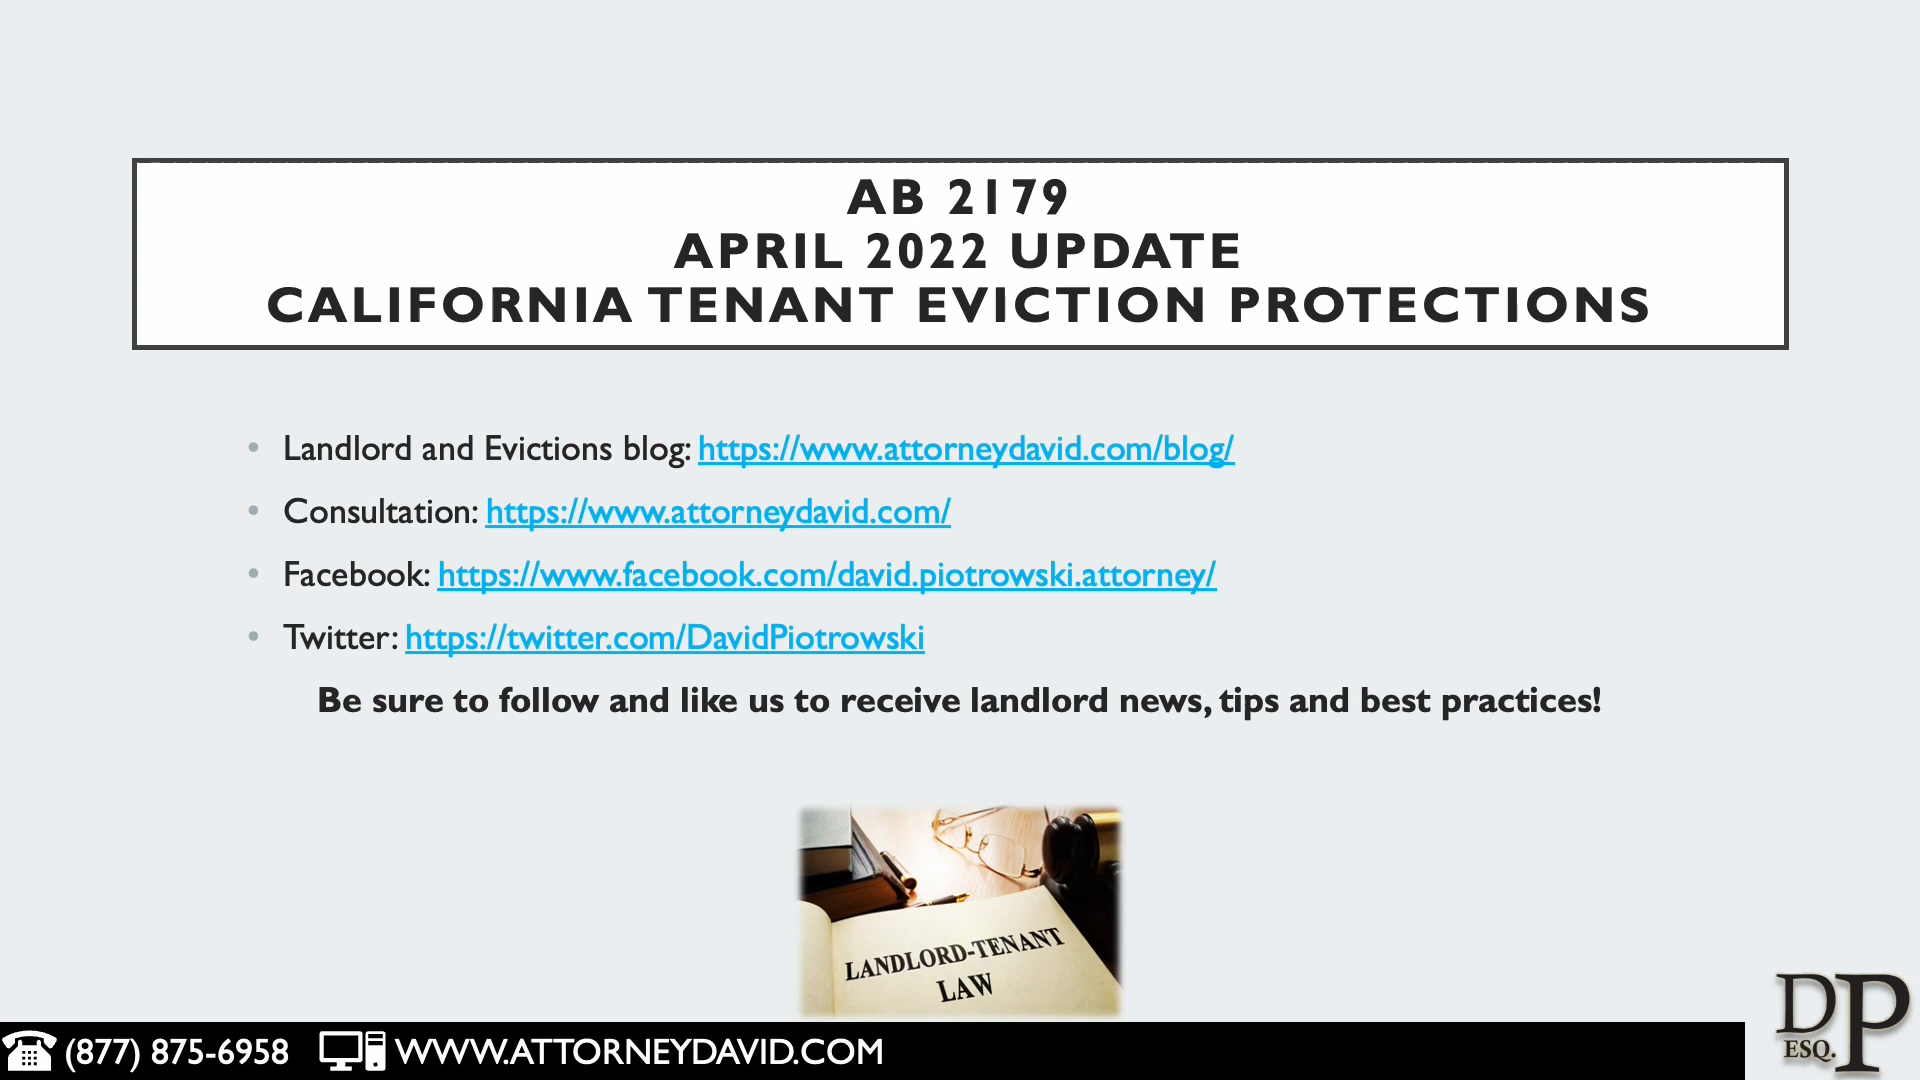 AB 2179
APRIL 2022 UPDATE
CALIFORNIA TENANT EVICTION PROTECTIONS
• Landlord and Evictions blog: https://www.attorneydavid.com/blog/
• Consultation: https://www.attorneydavid.com/
• Facebook: https://www.facebook.com/david.piotrowski.attorney/
• Twitter: https://twitter.com/DavidPiotrowski
Be sure to follow and like us to receive landlord news, tips and best practices!
LANDLORD-TENANT
LAW
(877) 875-6958 WWW.ATTORNEYDAVID.COM
DP
ESQ.